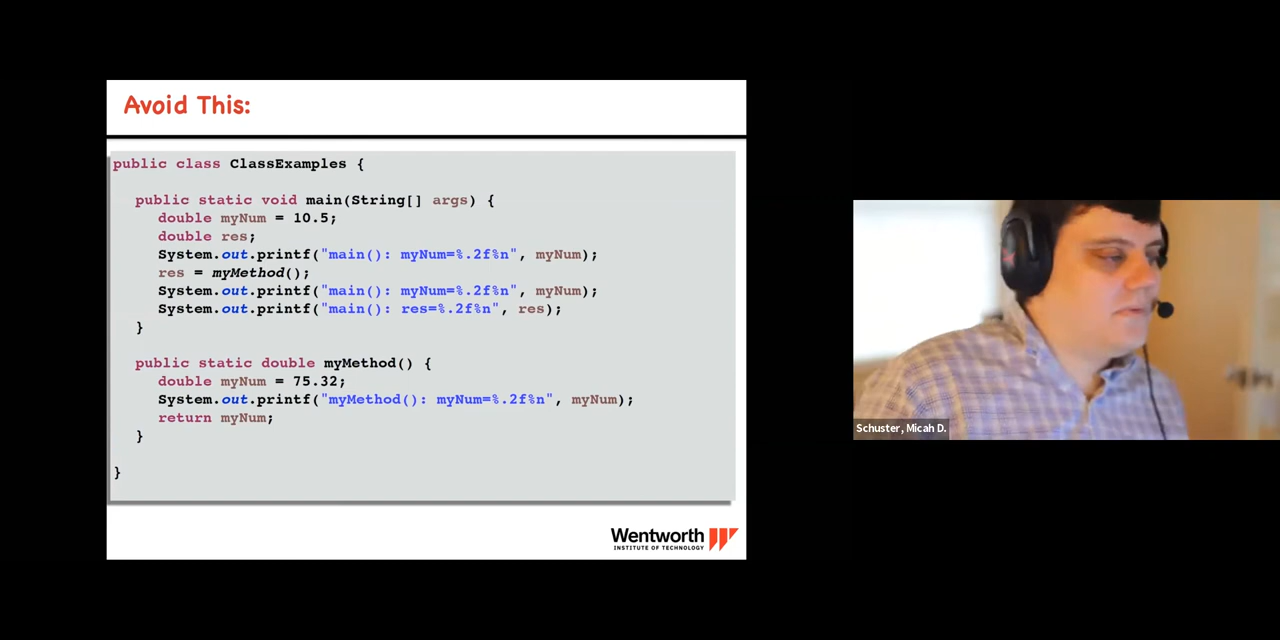 Avoid This:
public class ClassExamples {
public static void main(String[] args) {
double myNum = 10.5;
double res;
System.out.printf("main(): myNum=%.2f%n", myNum);
res = myMethod();
System.out.printf("main(): myNum=%.2f%n", myNum);
System.out.printf("main(): res=%.2f%n", res);
}
public static double myMethod() {
double myNum = 75.32;
System.out.printf("myMethod(): myNum=%.2f%n", myNum);
return myNum;
}
}
Wentworth
INSTITUTE OF TECHNOLOGY
Schuster, Micah D.